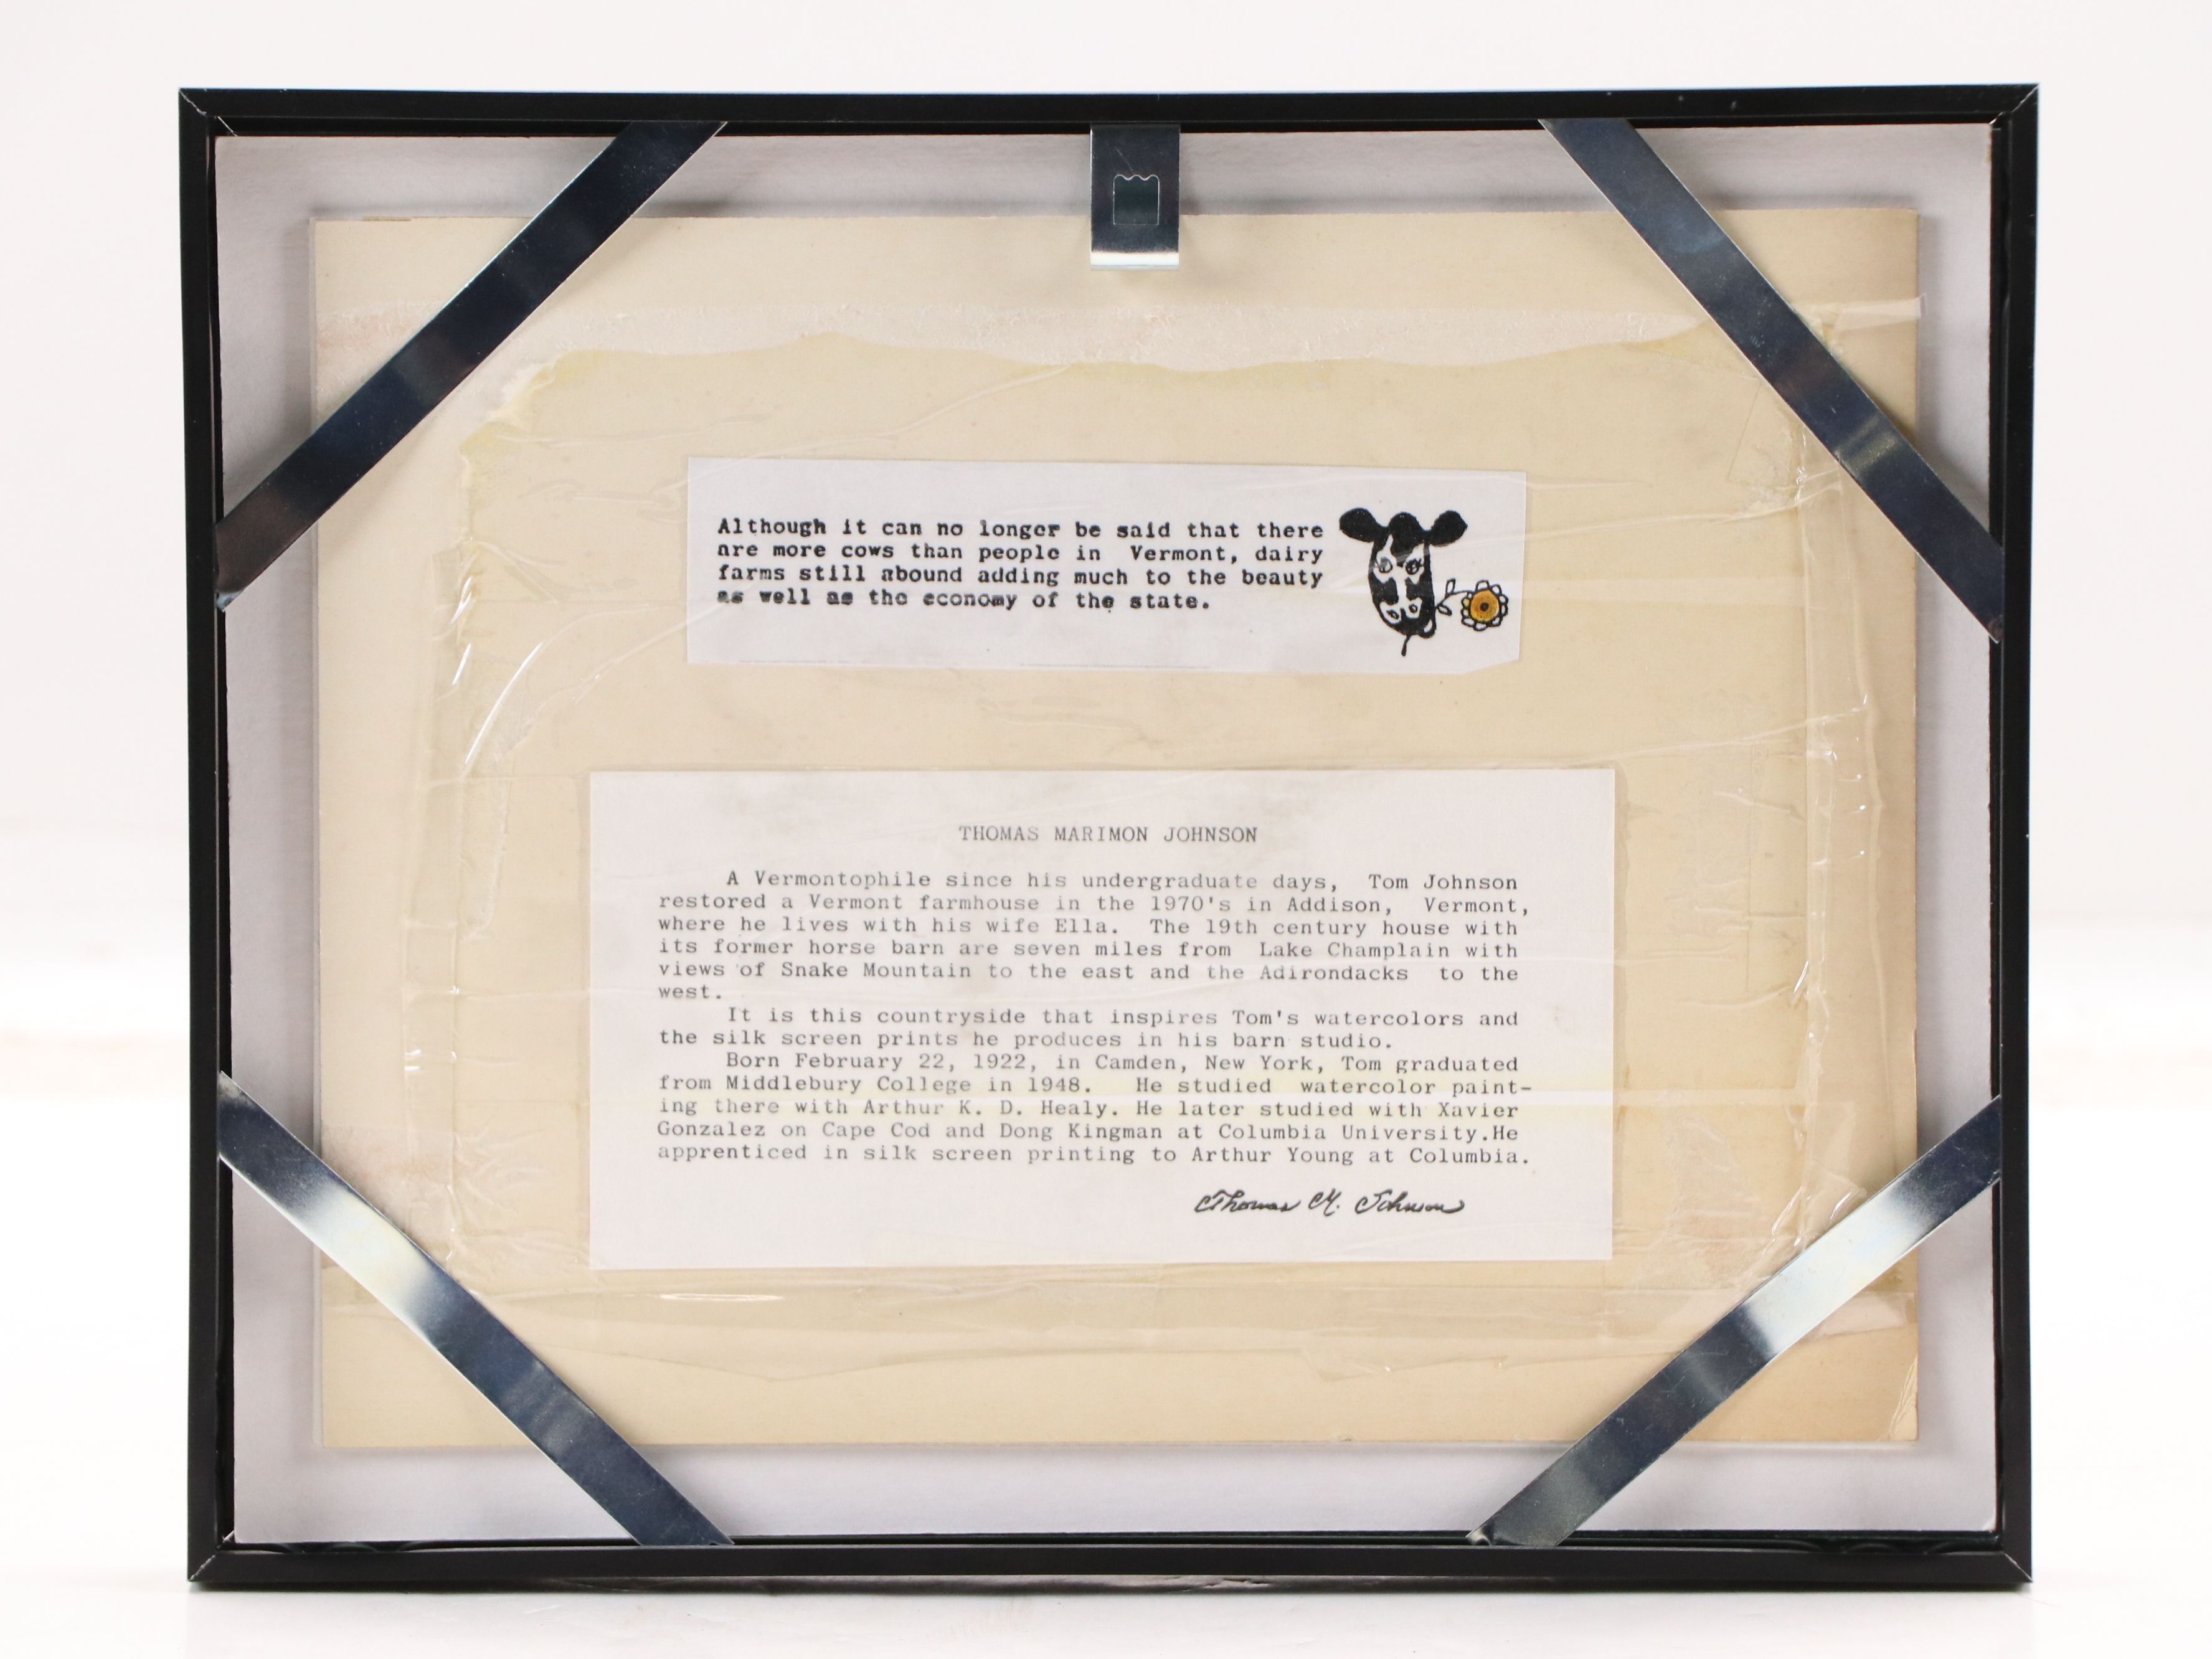 Although it can no longer be said that there
are more cows than people in Vermont, dairy
farms still abound adding much to the beauty
as well as the economy of the state.
THOMAS MARIMON JOHNSON
A Vermontophile since his undergraduate days, Tom Johnson
restored a Vermont farmhouse in the 1970's in Addison, Vermont,
where he lives with his wife Ella. The 19th century house with
its former horse barn are seven miles from Lake Champlain with
views of Snake Mountain to the east and the Adirondacks to the
west.
It is this countryside that inspires Tom's watercolors and
the silk screen prints he produces in his barn studio.
Born February 22, 1922, in Camden, New York, Tom graduated
from Middlebury College in 1948. He studied watercolor paint-
ing there with Arthur K. D. Healy. He later studied with Xavier
Gonzalez on Cape Cod and Dong Kingman at Columbia University.He
apprenticed in silk screen printing to Arthur Young at Columbia.
Thomas M. Johnson